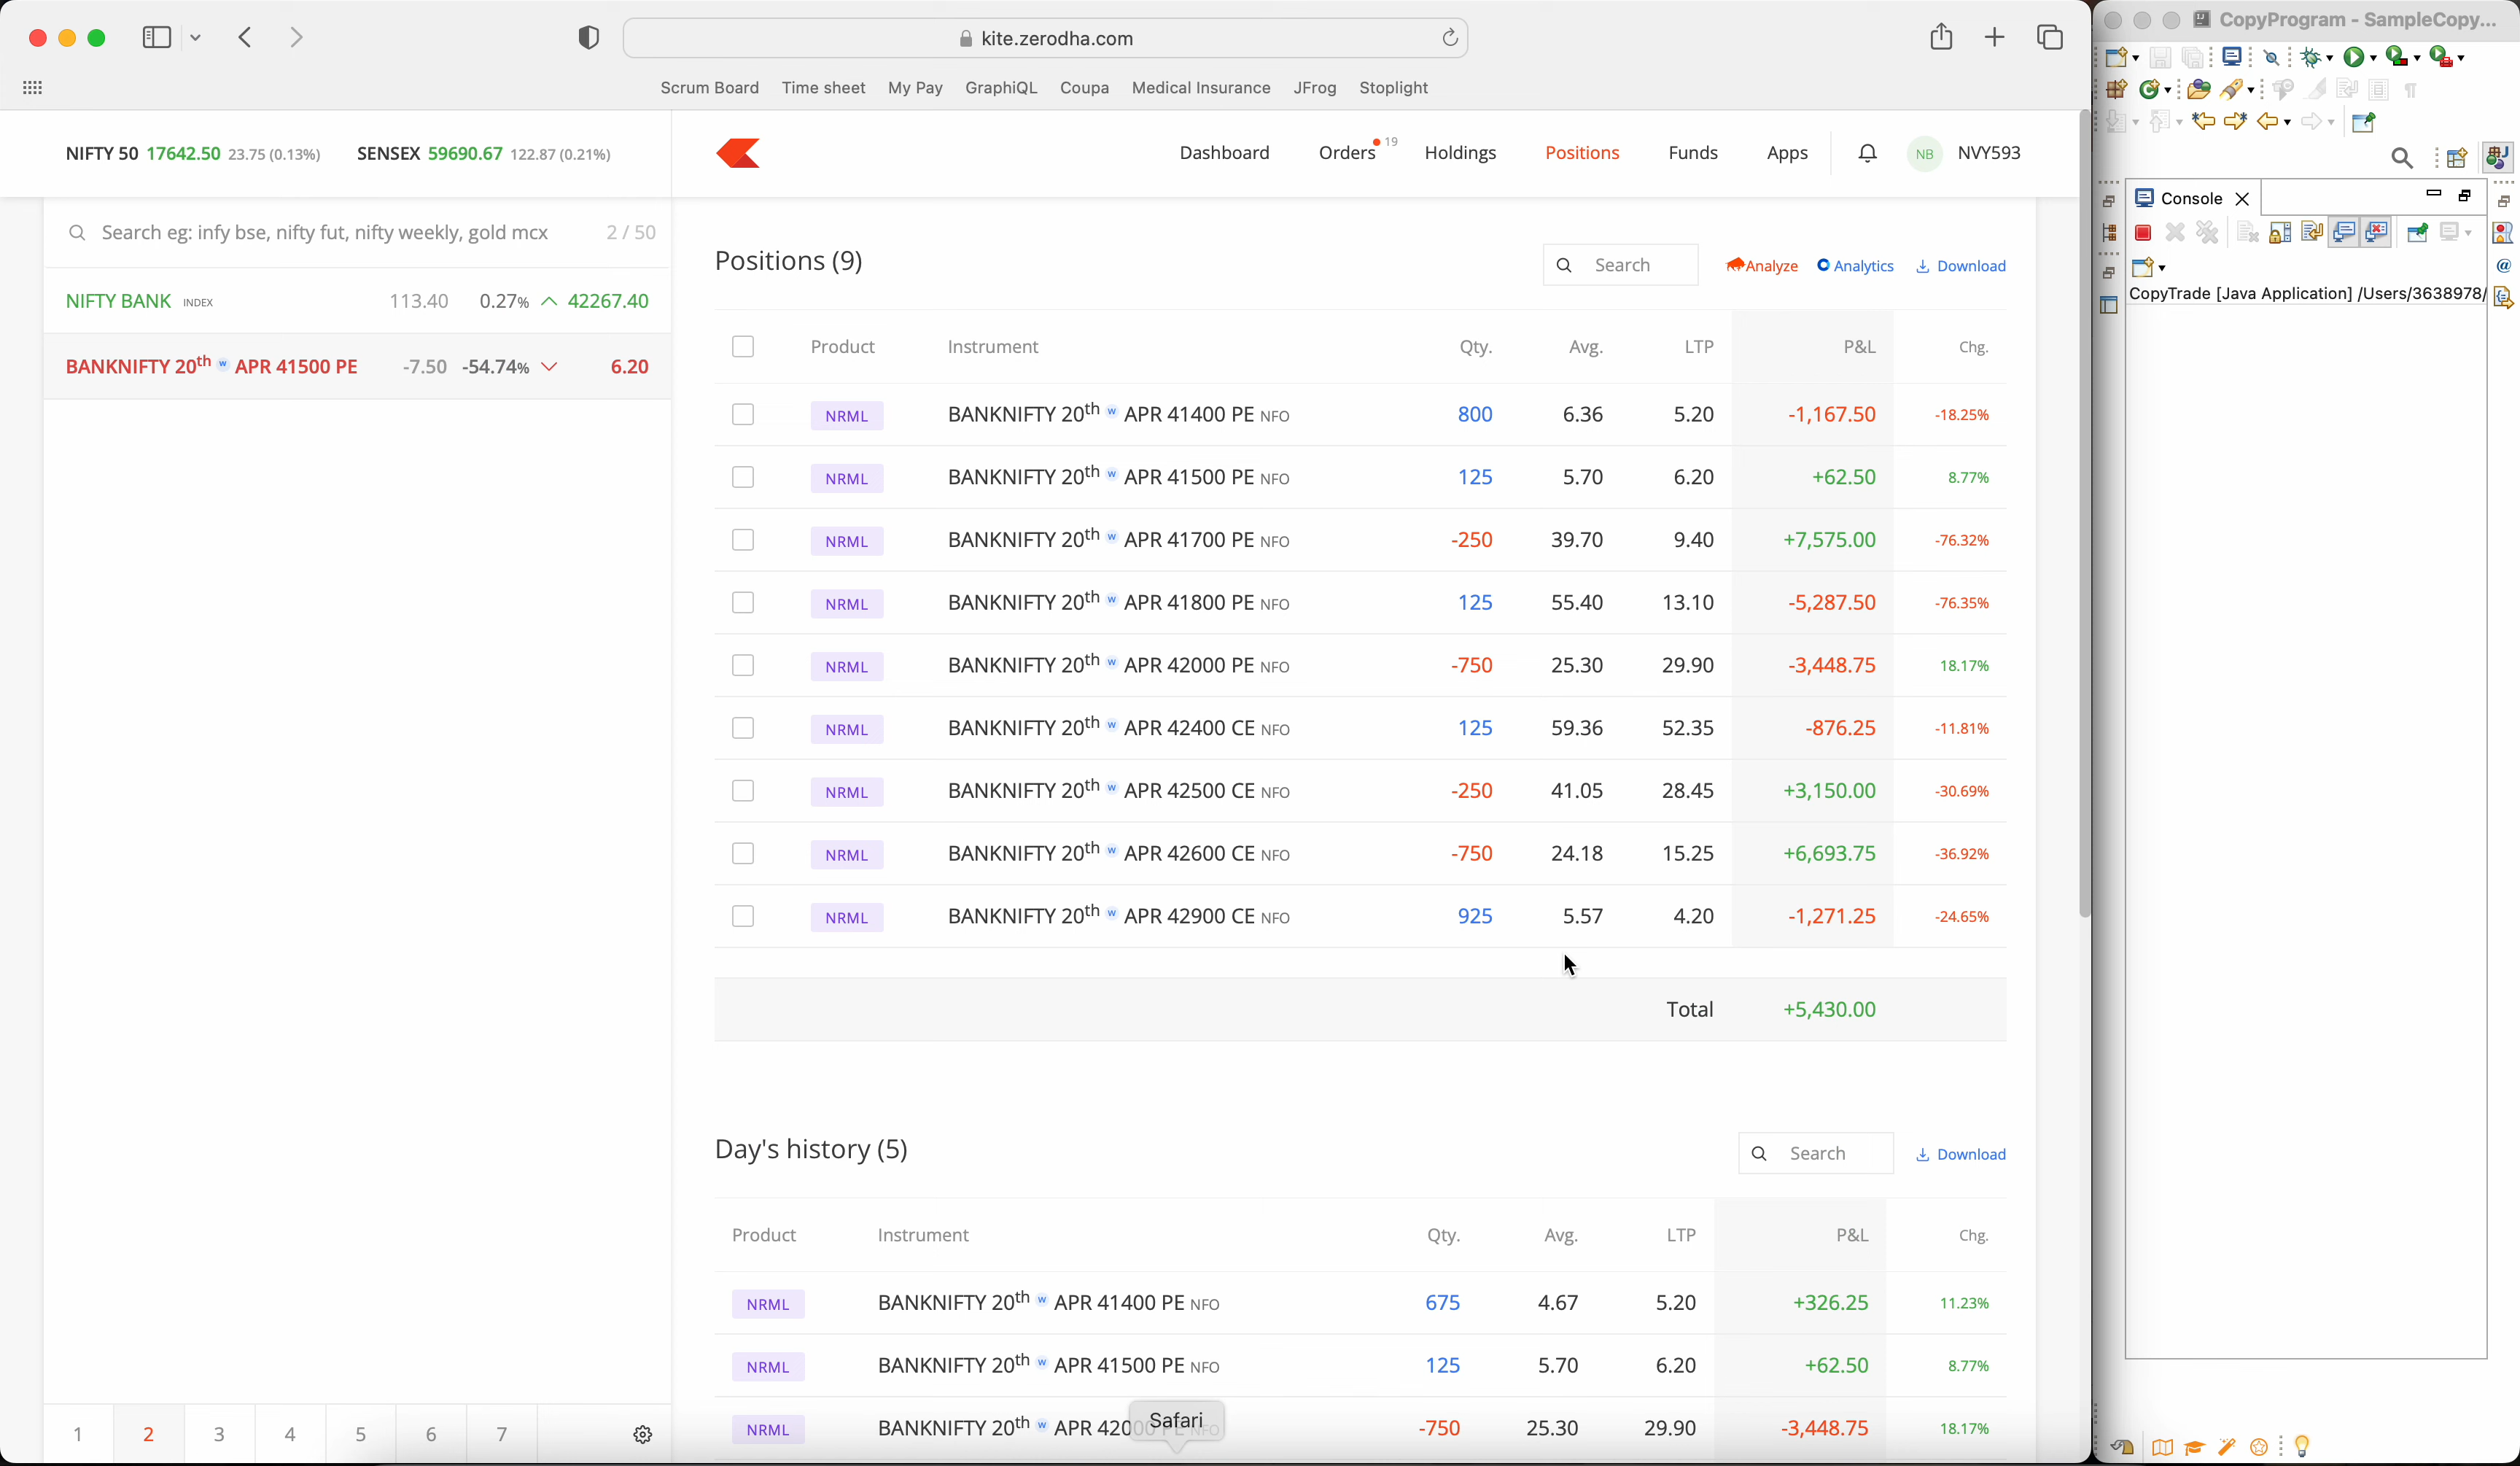 kite.zerodha.com
Scrum Board Time sheet My Pay GraphiQL Coupa Medical Insurance JFrog Stoplight
NIFTY 50 17642.50 23.75 (0.13%) SENSEX 59690.67 122.87 (0.21%)
Dashboard Orders 19 Holdings Positions Funds Apps NB NVY593
Search eg: infy bse, nifty fut, nifty weekly, gold mcx 2 / 50
NIFTY BANK INDEX 113.40 0.27% 42267.40
BANKNIFTY 20th w APR 41500 PE -7.50 -54.74% 6.20
1 2 3 4 5 6 7
Positions (9) Search Analyze Analytics Download
Product Instrument Qty. Avg. LTP P&L Chg.
NRML BANKNIFTY 20th w APR 41400 PE NFO 800 6.36 5.20 -1,167.50 -18.25%
NRML BANKNIFTY 20th w APR 41500 PE NFO 125 5.70 6.20 +62.50 8.77%
NRML BANKNIFTY 20th w APR 41700 PE NFO -250 39.70 9.40 +7,575.00 -76.32%
NRML BANKNIFTY 20th w APR 41800 PE NFO 125 55.40 13.10 -5,287.50 -76.35%
NRML BANKNIFTY 20th w APR 42000 PE NFO -750 25.30 29.90 -3,448.75 18.17%
NRML BANKNIFTY 20th w APR 42400 CE NFO 125 59.36 52.35 -876.25 -11.81%
NRML BANKNIFTY 20th w APR 42500 CE NFO -250 41.05 28.45 +3,150.00 -30.69%
NRML BANKNIFTY 20th w APR 42600 CE NFO -750 24.18 15.25 +6,693.75 -36.92%
NRML BANKNIFTY 20th w APR 42900 CE NFO 925 5.57 4.20 -1,271.25 -24.65%
Total +5,430.00
Day's history (5) Search Download
Product Instrument Qty. Avg. LTP P&L Chg.
NRML BANKNIFTY 20th w APR 41400 PE NFO 675 4.67 5.20 +326.25 11.23%
NRML BANKNIFTY 20th w APR 41500 PE NFO 125 5.70 6.20 +62.50 8.77%
NRML BANKNIFTY 20th w APR 42000 PE NFO -750 25.30 29.90 -3,448.75 18.17%
Safari
CopyProgram - SampleCopy...
Console
CopyTrade [Java Application] /Users/3638978/